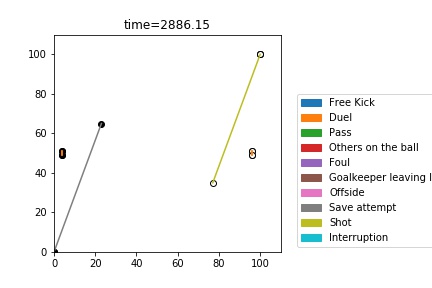 time=2886.15
100
80
60
40
20
0
0 20 40 60 80 100
Free Kick
Duel
Pass
Others on the ball
Foul
Goalkeeper leaving l
Offside
Save attempt
Shot
Interruption